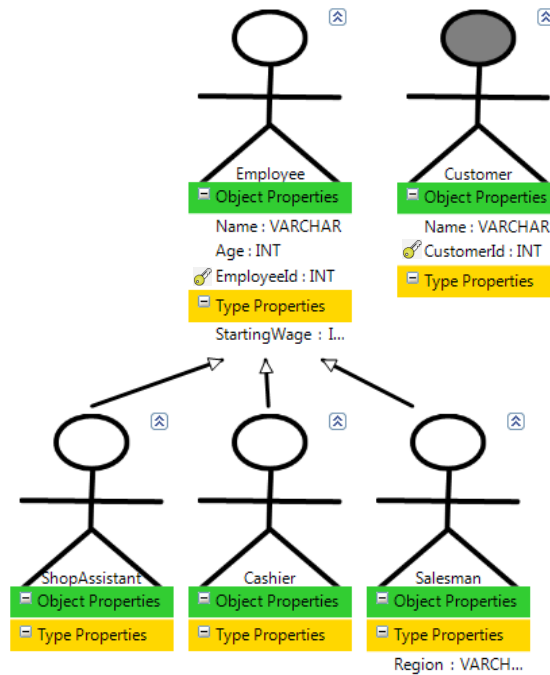 Employee
Object Properties
Name : VARCHAR
Age : INT
EmployeeId : INT
Type Properties
StartingWage : I...
Customer
Object Properties
Name : VARCHAR
CustomerId : INT
Type Properties
ShopAssistant
Object Properties
Type Properties
Cashier
Object Properties
Type Properties
Salesman
Object Properties
Type Properties
Region : VARCH...